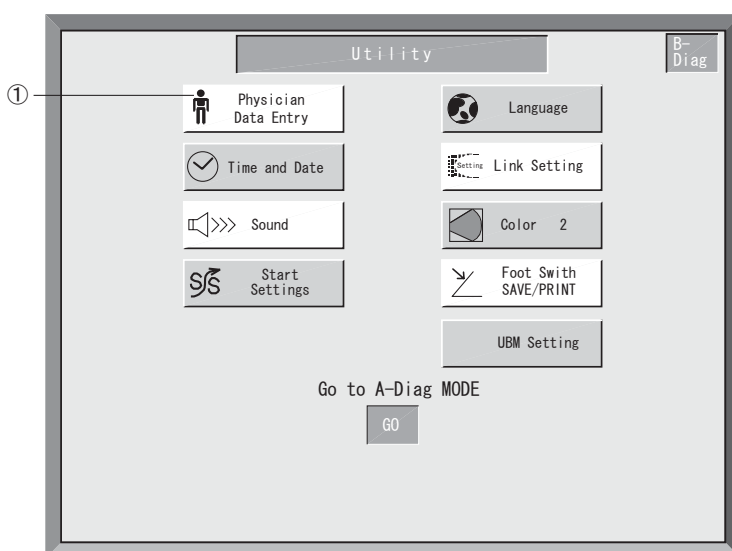 Utility
B-
Diag
①
Physician
Data Entry
Language
Time and Date
Setting
Link Setting
Sound
Color 2
S/S
Start
Settings
Foot Swith
SAVE/PRINT
UBM Setting
Go to A-Diag MODE
GO